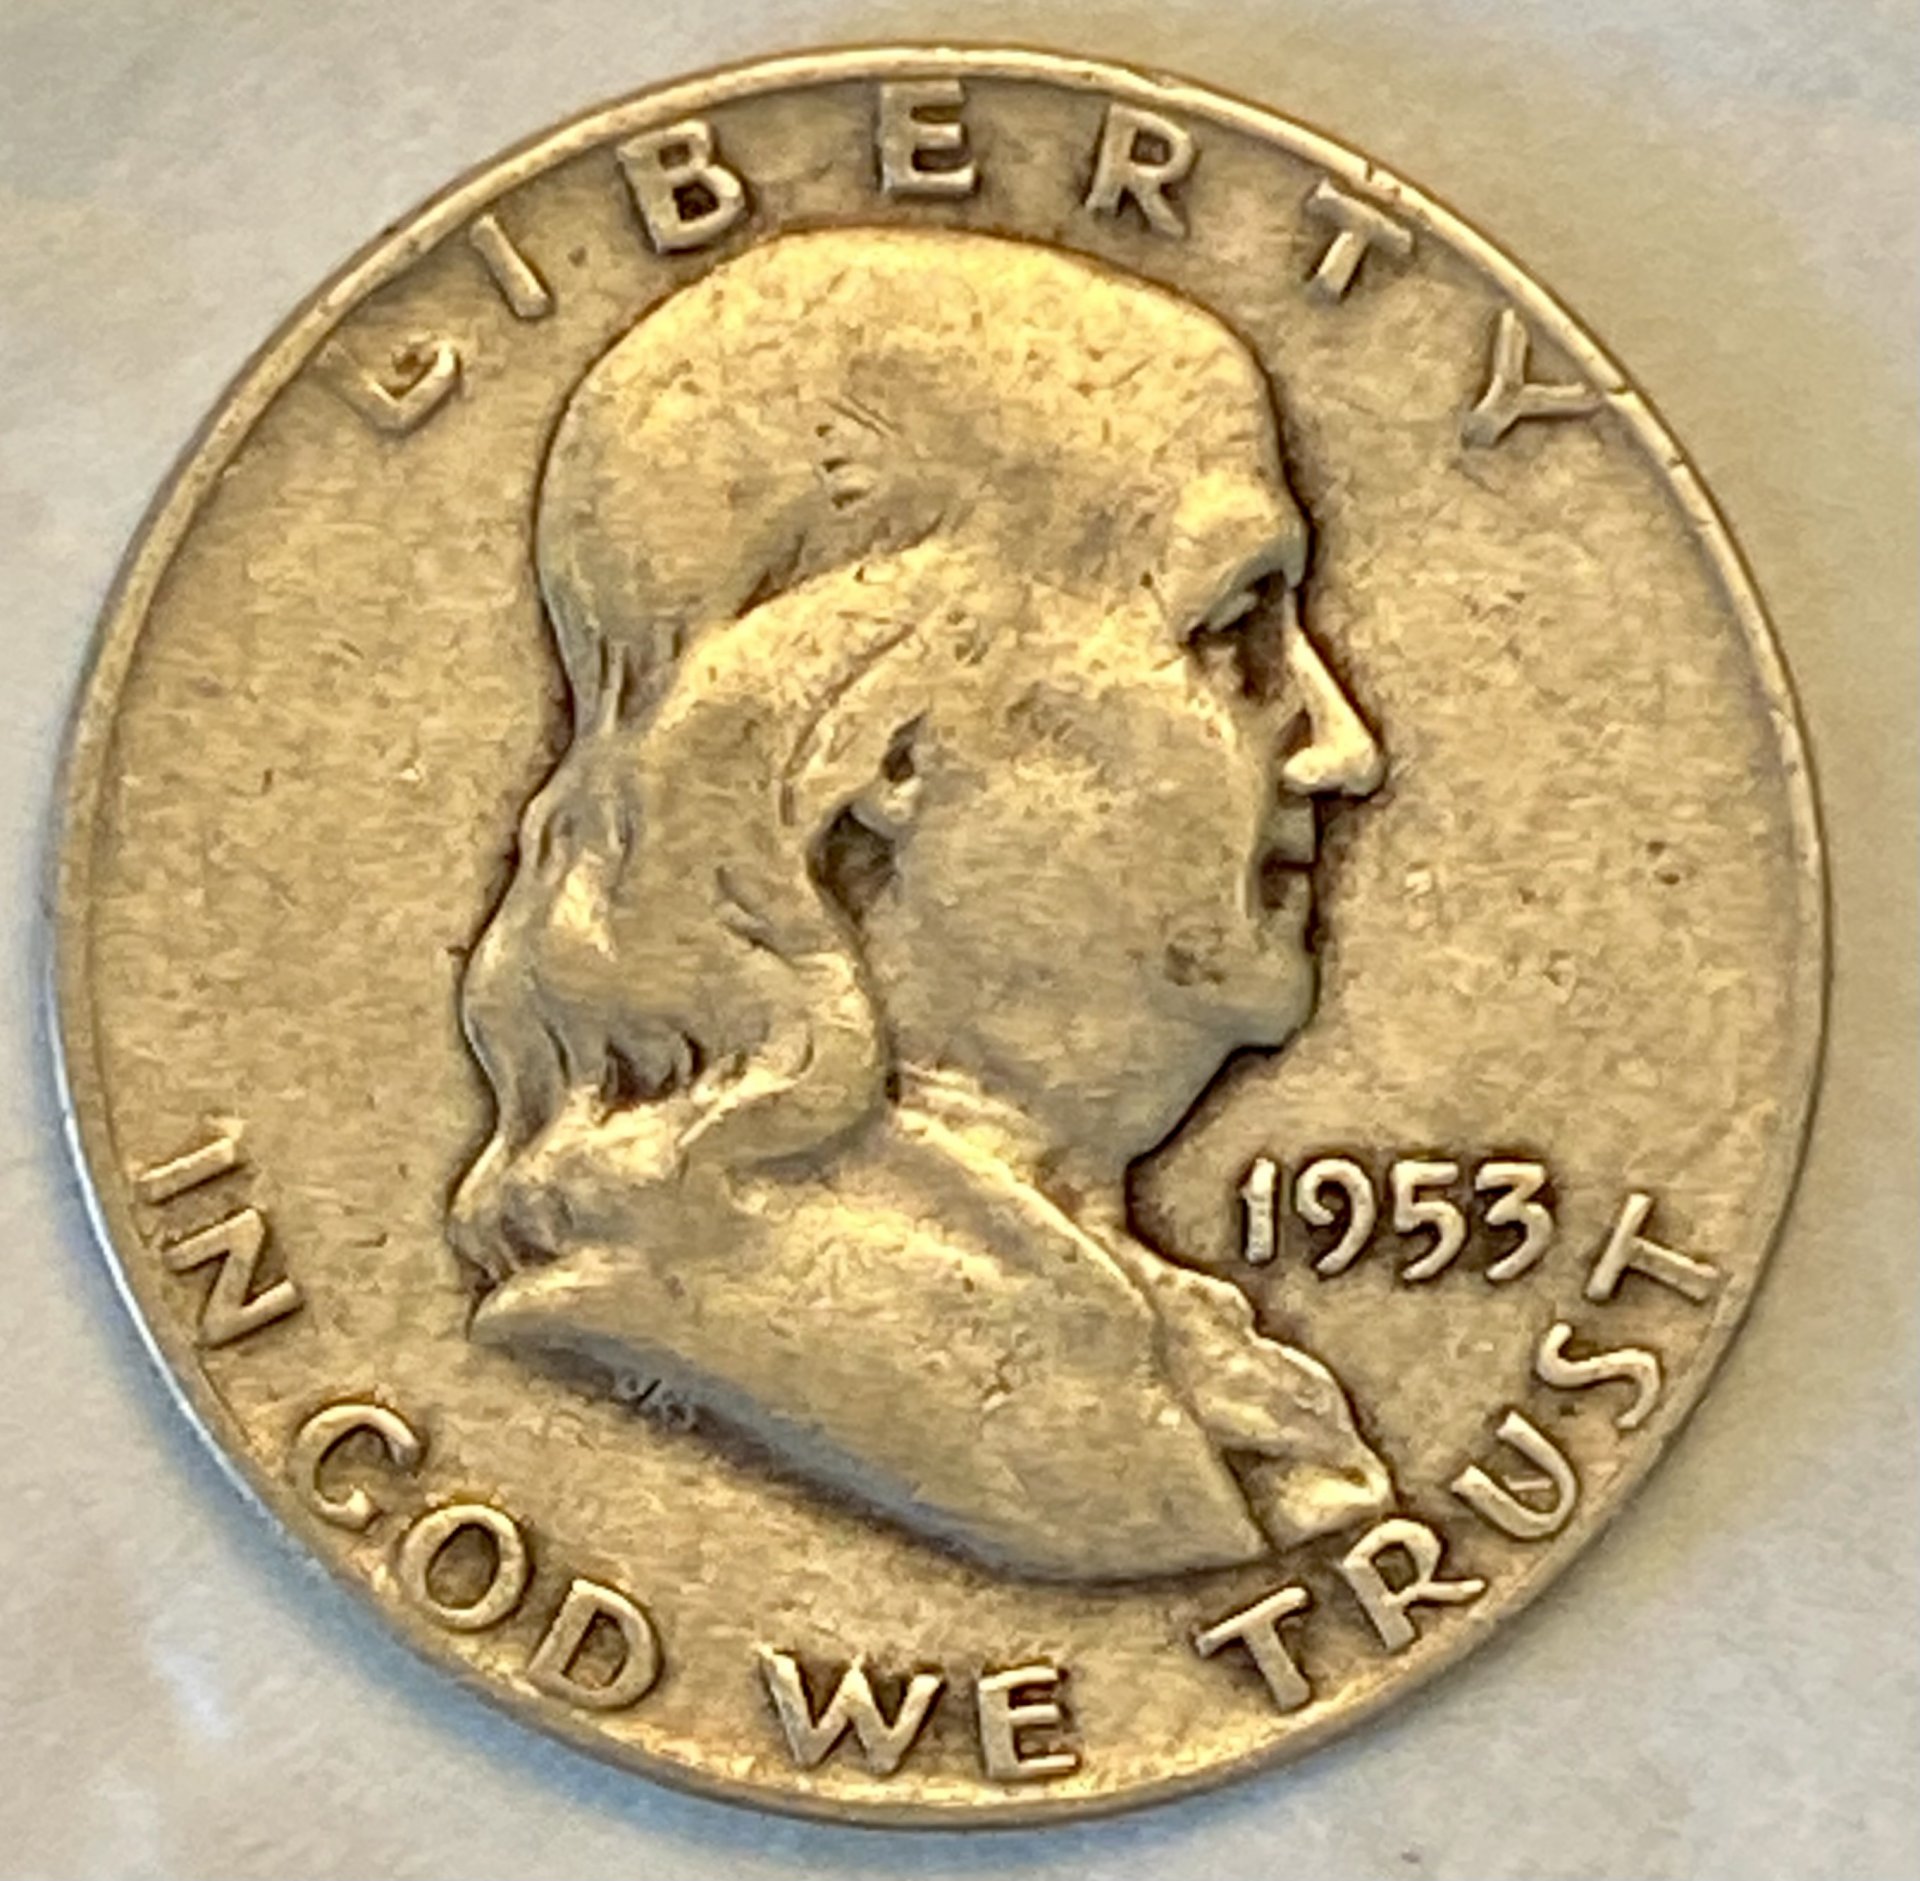 LIBERTY
1953
IN GOD WE TRUST